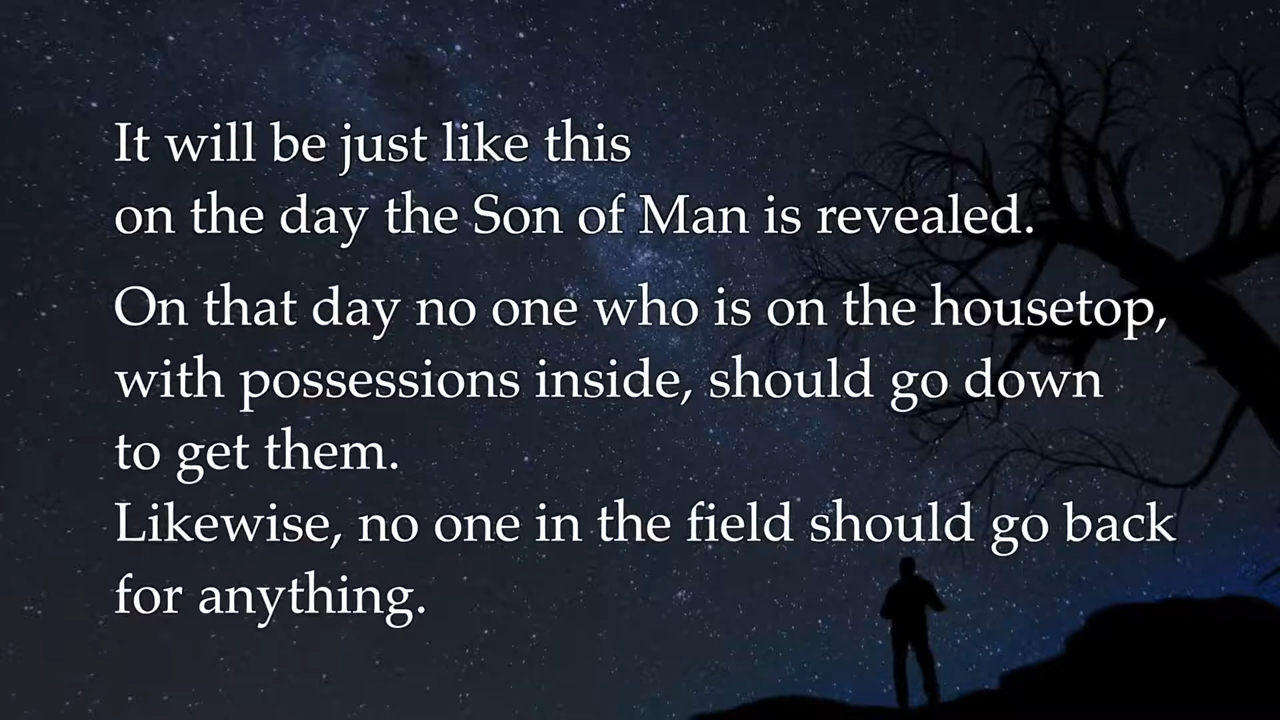 It will be just like this
on the day the Son of Man is revealed.
On that day no one who is on the housetop,
with possessions inside, should go down
to get them.
Likewise, no one in the field should go back
for anything.